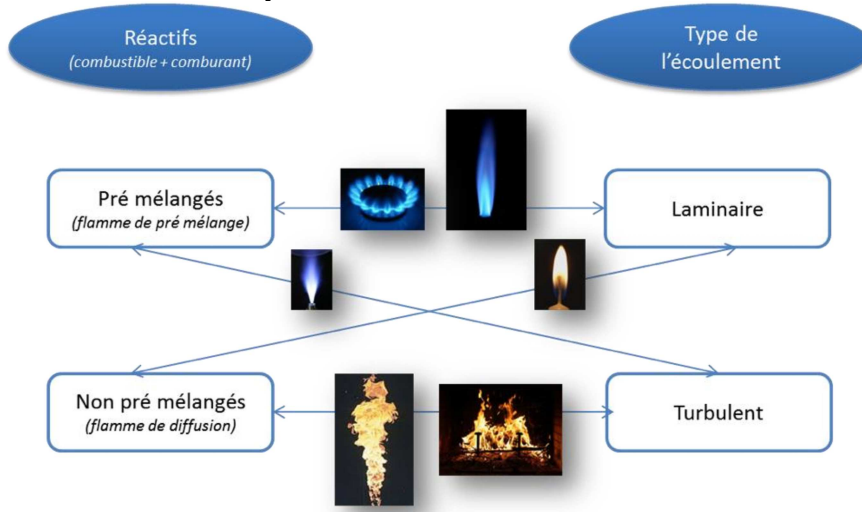 Réactifs
(combustible + comburant)
Type de
l'écoulement
Pré mélangés
(flamme de pré mélange)
Laminaire
Non pré mélangés
(flamme de diffusion)
Turbulent